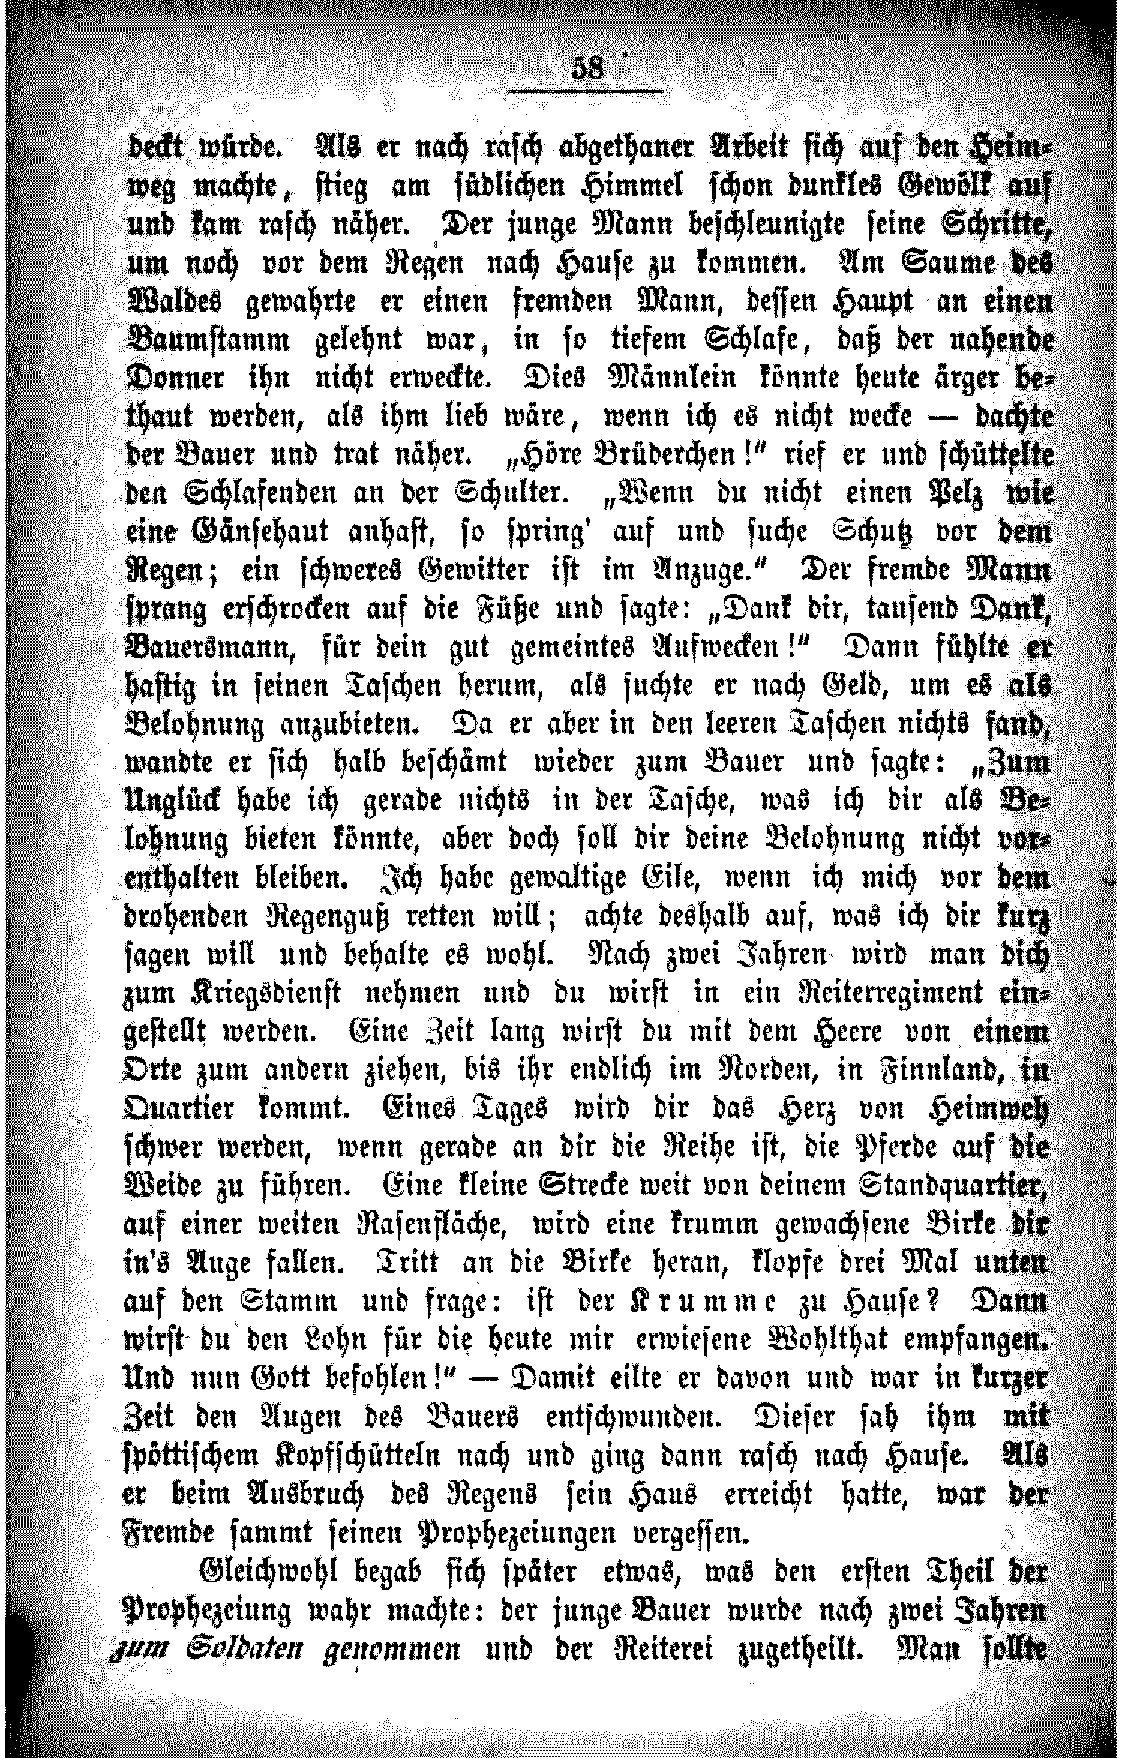 58
deckt würde. Als er nach rasch abgethaner Arbeit sich auf den Heim-
weg machte, stieg am südlichen Himmel schon dunkles Gewölk auf
und kam rasch näher. Der junge Mann beschleunigte seine Schritte,
um noch vor dem Regen nach Hause zu kommen. Am Saume des
Waldes gewahrte er einen fremden Mann, dessen Haupt an einen
Baumstamm gelehnt war, in so tiefem Schlafe, daß der nahende
Donner ihn nicht erweckte. Dies Männlein könnte heute ärger be-
thaut werden, als ihm lieb wäre, wenn ich es nicht wecke — dachte
der Bauer und trat näher. „Höre Brüderchen!“ rief er und schüttelte
den Schlafenden an der Schulter. „Wenn du nicht einen Pelz wie
eine Gänsehaut anhast, so spring' auf und suche Schutz vor dem
Regen; ein schweres Gewitter ist im Anzuge.“ Der fremde Mann
sprang erschrocken auf die Füße und sagte: „Dank dir, tausend Dank,
Bauersmann, für dein gut gemeintes Aufwecken!“ Dann fühlte er
hastig in seinen Taschen herum, als suchte er nach Geld, um es als
Belohnung anzubieten. Da er aber in den leeren Taschen nichts fand,
wandte er sich halb beschämt wieder zum Bauer und sagte: „Zum
Unglück habe ich gerade nichts in der Tasche, was ich dir als Be-
lohnung bieten könnte, aber doch soll dir deine Belohnung nicht vor-
enthalten bleiben. Ich habe gewaltige Eile, wenn ich mich vor dem
drohenden Regenguß retten will; achte deshalb auf, was ich dir kurz
sagen will und behalte es wohl. Nach zwei Jahren wird man dich
zum Kriegsdienst nehmen und du wirst in ein Reiterregiment ein-
gestellt werden. Eine Zeit lang wirst du mit dem Heere von einem
Orte zum andern ziehen, bis ihr endlich im Norden, in Finnland, in
Quartier kommt. Eines Tages wird dir das Herz von Heimweh
schwer werden, wenn gerade an dir die Reihe ist, die Pferde auf die
Weide zu führen. Eine kleine Strecke weit von deinem Standquartier,
auf einer weiten Rasenfläche, wird eine krumm gewachsene Birke dir
in's Auge fallen. Tritt an die Birke heran, klopfe drei Mal unten
auf den Stamm und frage: ist der Krumme zu Hause? Dann
wirst du den Lohn für die heute mir erwiesene Wohlthat empfangen.
Und nun Gott befohlen!“ — Damit eilte er davon und war in kurzer
Zeit den Augen des Bauers entschwunden. Dieser sah ihm mit
spöttischem Kopfschütteln nach und ging dann rasch nach Hause. Als
er beim Ausbruch des Regens sein Haus erreicht hatte, war der
Fremde sammt seinen Prophezeiungen vergessen.
Gleichwohl begab sich später etwas, was den ersten Theil der
Prophezeiung wahr machte: der junge Bauer wurde nach zwei Jahren
zum Soldaten genommen und der Reiterei zugetheilt. Man sollte